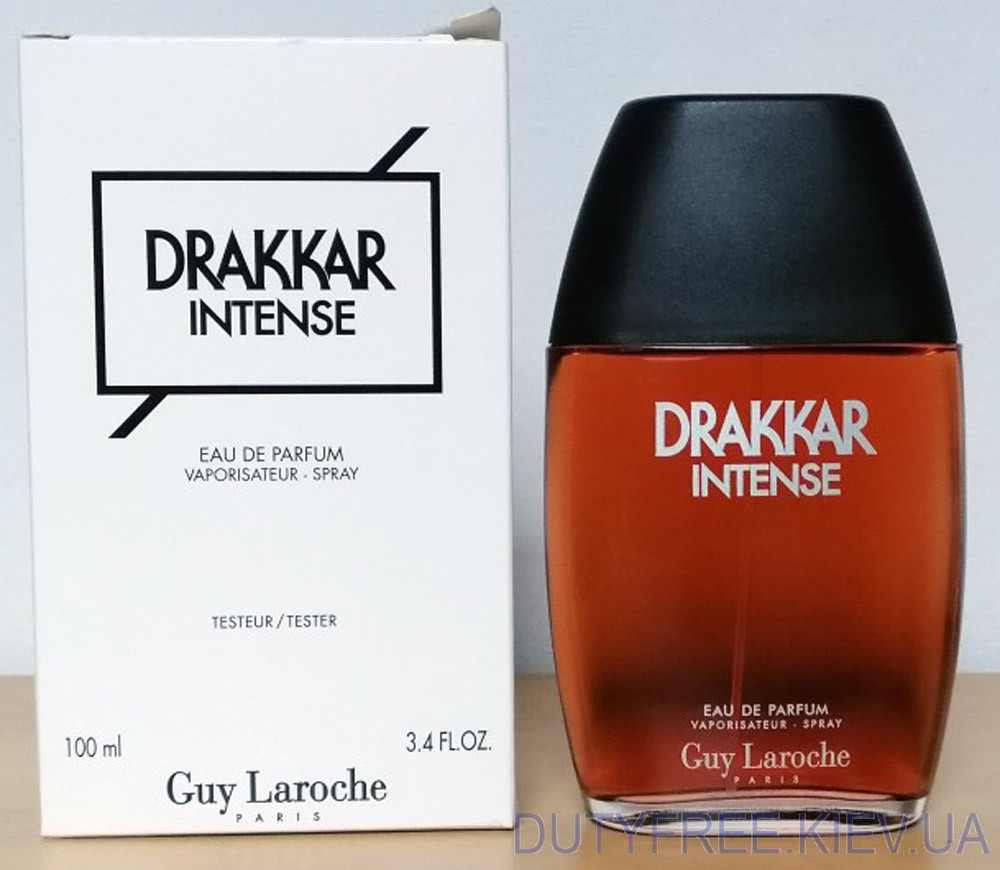 DRAKKAR
INTENSE
EAU DE PARFUM
VAPORISATEUR - SPRAY
TESTEUR/TESTER
100 ml
3.4 FL.OZ.
Guy Laroche
PARIS
DRAKKAR
INTENSE
EAU DE PARFUM
VAPORISATEUR - SPRAY
Guy Laroche
PARIS
DUTYFREE.KIEV.UA